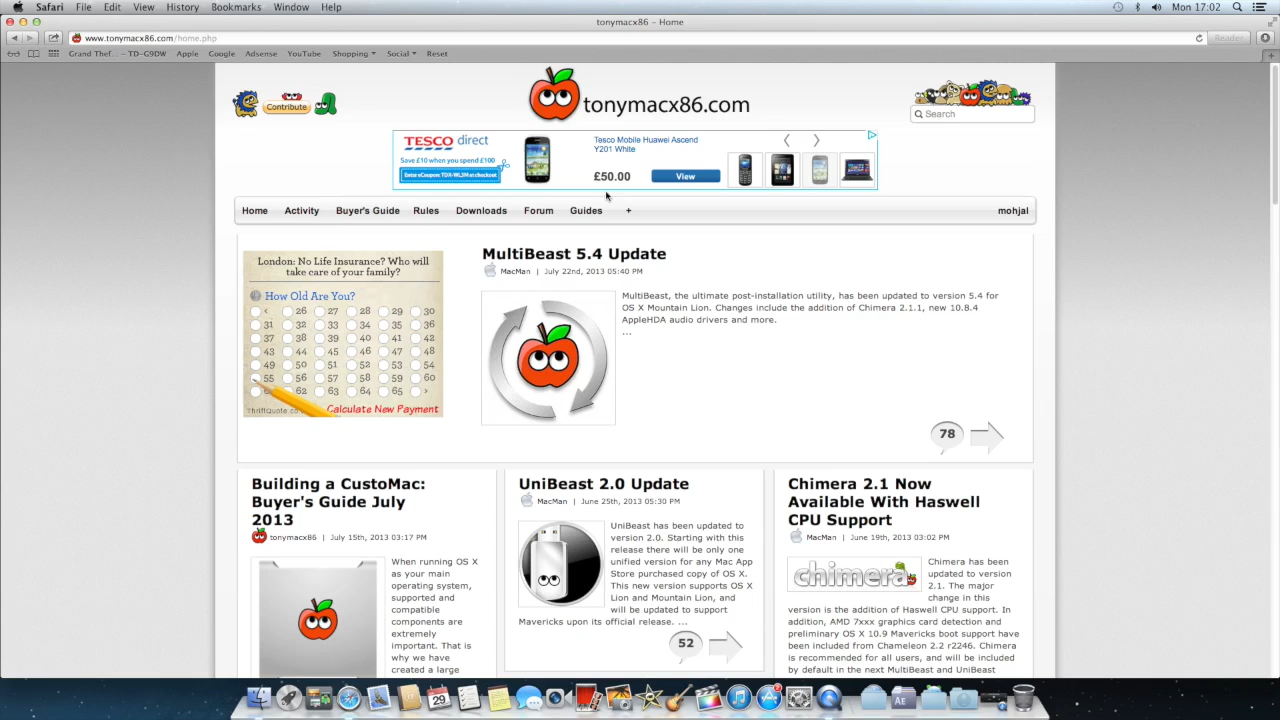 Safari File Edit View History Bookmarks Window Help Mon 17:02
tonymacx86 – Home
www.tonymacx86.com/home.php Reader
Grand Thef... – TD-G9DW Apple Google Adsense YouTube Shopping Social Reset
Contribute
tonymacx86.com
Search
TESCO direct
Save £10 when you spend £100
Enter eCoupon: TDX-WL3M at checkout
Tesco Mobile Huawei Ascend
Y201 White
£50.00 View
Home Activity Buyer's Guide Rules Downloads Forum Guides + mohjal
London: No Life Insurance? Who will
take care of your family?
How Old Are You?
< 26 27 28 29 30
31 32 33 34 35 36
37 38 39 40 41 42
43 44 45 46 47 48
49 50 51 52 53 54
55 56 57 58 59 60
62 63 64 65 >
Calculate New Payment
MultiBeast 5.4 Update
MacMan | July 22nd, 2013 05:40 PM
MultiBeast, the ultimate post-installation utility, has been updated to version 5.4 for
OS X Mountain Lion. Changes include the addition of Chimera 2.1.1, new 10.8.4
AppleHDA audio drivers and more.
...
78
Building a CustoMac:
Buyer's Guide July
2013
tonymacx86 | July 15th, 2013 03:17 PM
When running OS X
as your main
operating system,
supported and
compatible
components are
extremely
important. That is
why we have
created a large
UniBeast 2.0 Update
MacMan | June 25th, 2013 05:30 PM
UniBeast has been updated to
version 2.0. Starting with this
release there will be only one
unified version for any Mac App
Store purchased copy of OS X.
This new version supports OS X
Lion and Mountain Lion, and
will be updated to support
Mavericks upon its official release. ...
52
Chimera 2.1 Now
Available With Haswell
CPU Support
MacMan | June 19th, 2013 03:02 PM
chimera
Chimera has been
updated to version
2.1. The major
change in this
version is the addition of Haswell CPU support. In
addition, AMD 7xxx graphics card detection and
preliminary OS X 10.9 Mavericks boot support have
been included from Chameleon 2.2 r2246. Chimera
is recommended for all users, and will be included
by default in the next MultiBeast and UniBeast
29
AE